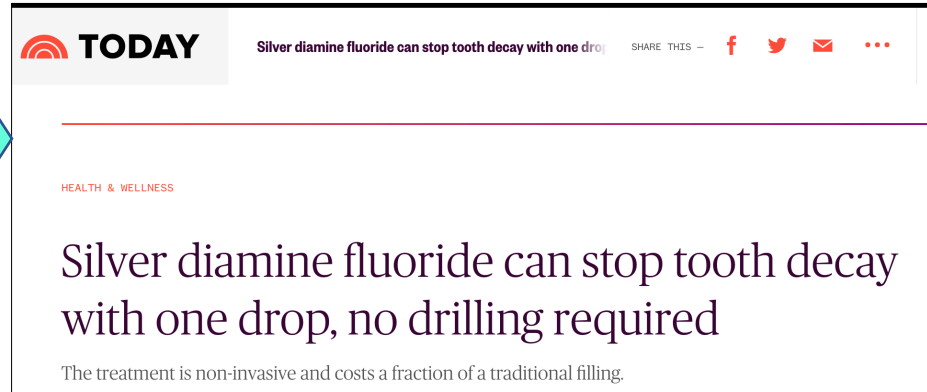 TODAY
Silver diamine fluoride can stop tooth decay with one drop
SHARE THIS —
HEALTH & WELLNESS
Silver diamine fluoride can stop tooth decay
with one drop, no drilling required
The treatment is non-invasive and costs a fraction of a traditional filling.